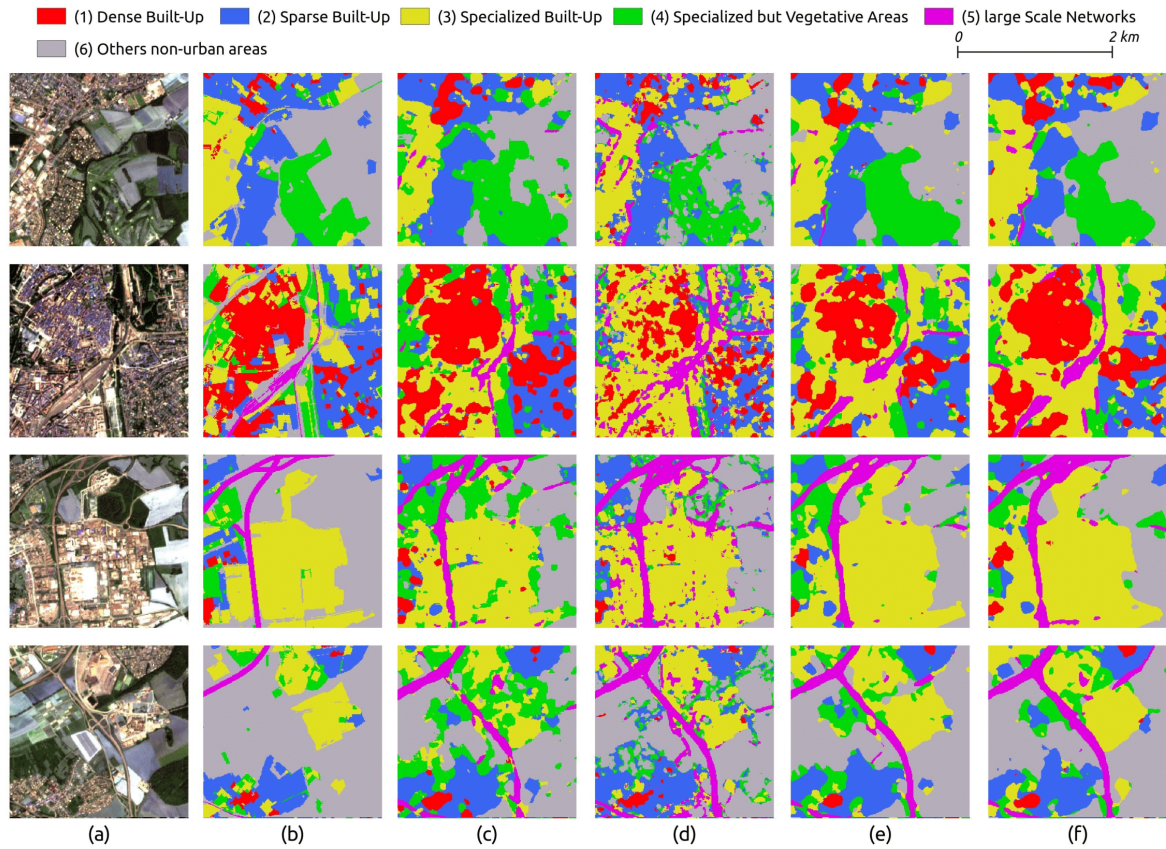 (1) Dense Built-Up (2) Sparse Built-Up (3) Specialized Built-Up (4) Specialized but Vegetative Areas (5) large Scale Networks
(6) Others non-urban areas
0 2 km
(a) (b) (c) (d) (e) (f)